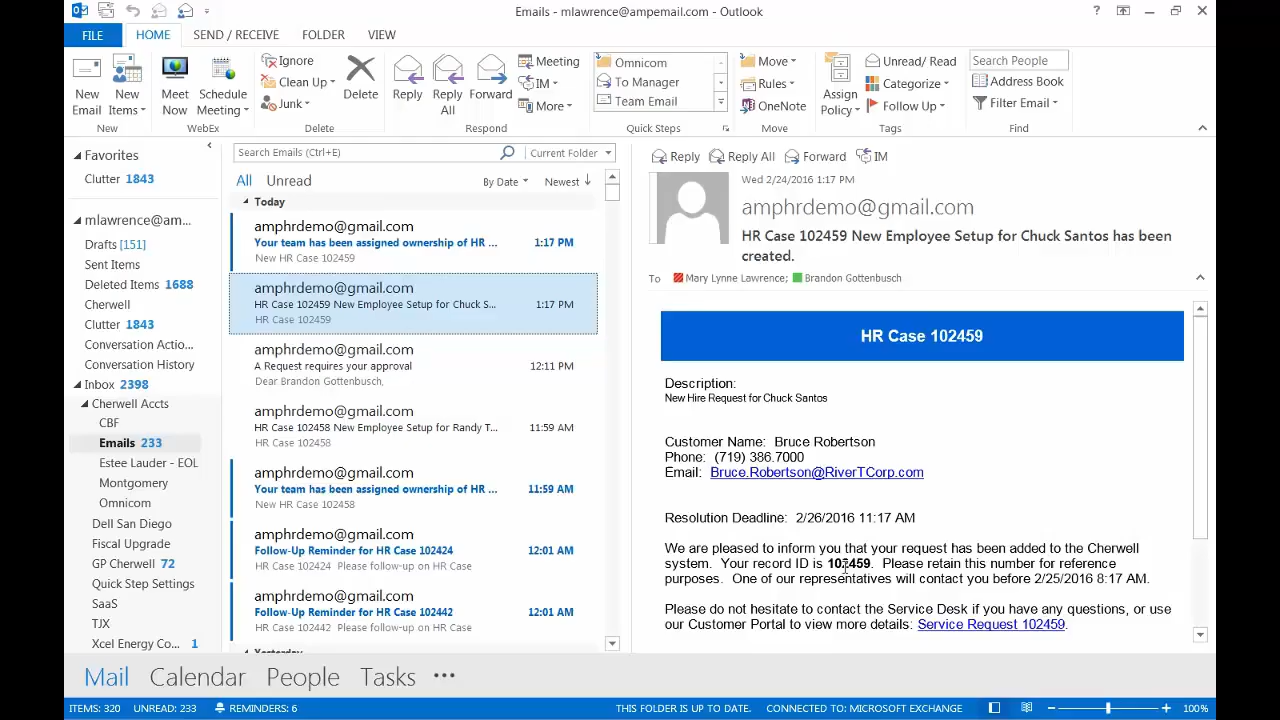 Emails - mlawrence@ampemail.com - Outlook
FILE HOME SEND / RECEIVE FOLDER VIEW
New Email
New Items
New
Meet Now
Schedule Meeting
WebEx
Ignore
Clean Up
Junk
Delete
Delete
Reply
Reply All
Forward
Meeting
IM
More
Respond
Omnicom
To Manager
Team Email
Quick Steps
Move
Rules
OneNote
Move
Assign Policy
Unread/ Read
Categorize
Follow Up
Tags
Search People
Address Book
Filter Email
Find
Favorites
Clutter 1843
mlawrence@am...
Drafts [151]
Sent Items
Deleted Items 1688
Cherwell
Clutter 1843
Conversation Actio...
Conversation History
Inbox 2398
Cherwell Accts
CBF
Emails 233
Estee Lauder - EOL
Montgomery
Omnicom
Dell San Diego
Fiscal Upgrade
GP Cherwell 72
Quick Step Settings
SaaS
TJX
Xcel Energy Co... 1
Search Emails (Ctrl+E) Current Folder
All Unread By Date Newest
Today
amphrdemo@gmail.com
Your team has been assigned ownership of HR ... 1:17 PM
New HR Case 102459
amphrdemo@gmail.com
HR Case 102459 New Employee Setup for Chuck S... 1:17 PM
HR Case 102459
amphrdemo@gmail.com
A Request requires your approval 12:11 PM
Dear Brandon Gottenbusch,
amphrdemo@gmail.com
HR Case 102458 New Employee Setup for Randy T... 11:59 AM
HR Case 102458
amphrdemo@gmail.com
Your team has been assigned ownership of HR ... 11:59 AM
New HR Case 102458
amphrdemo@gmail.com
Follow-Up Reminder for HR Case 102424 12:01 AM
HR Case 102424 Please follow-up on HR Case
amphrdemo@gmail.com
Follow-Up Reminder for HR Case 102442 12:01 AM
HR Case 102442 Please follow-up on HR Case
Yesterday
Reply Reply All Forward IM
Wed 2/24/2016 1:17 PM
amphrdemo@gmail.com
HR Case 102459 New Employee Setup for Chuck Santos has been
created.
To Mary Lynne Lawrence; Brandon Gottenbusch
HR Case 102459
Description:
New Hire Request for Chuck Santos
Customer Name: Bruce Robertson
Phone: (719) 386.7000
Email: Bruce.Robertson@RiverTCorp.com
Resolution Deadline: 2/26/2016 11:17 AM
We are pleased to inform you that your request has been added to the Cherwell
system. Your record ID is 102459. Please retain this number for reference
purposes. One of our representatives will contact you before 2/25/2016 8:17 AM.
Please do not hesitate to contact the Service Desk if you have any questions, or use
our Customer Portal to view more details: Service Request 102459.
Mail Calendar People Tasks ...
ITEMS: 320 UNREAD: 233 REMINDERS: 6 THIS FOLDER IS UP TO DATE. CONNECTED TO: MICROSOFT EXCHANGE 100%